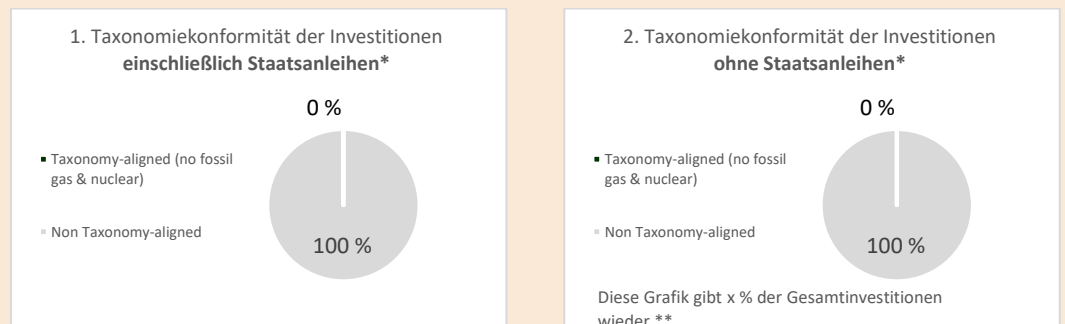 1. Taxonomiekonformität der Investitionen
einschließlich Staatsanleihen*
0 %
Taxonomy-aligned (no fossil
gas & nuclear)
Non Taxonomy-aligned
100 %
2. Taxonomiekonformität der Investitionen
ohne Staatsanleihen*
0 %
Taxonomy-aligned (no fossil
gas & nuclear)
Non Taxonomy-aligned
100 %
Diese Grafik gibt x % der Gesamtinvestitionen
wieder.**